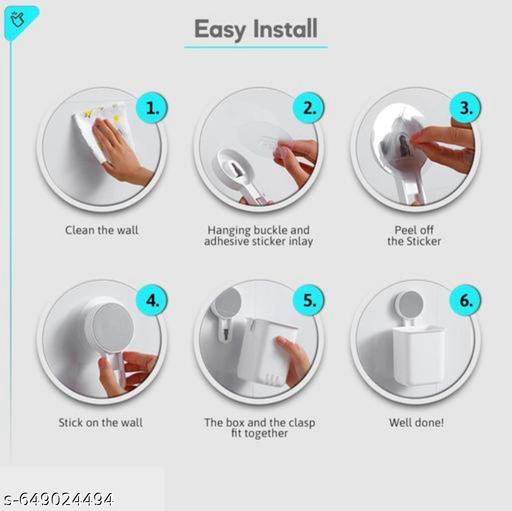 Easy Install
1.
2.
3.
Clean the wall
Hanging buckle and
adhesive sticker inlay
Peel off
the Sticker
4.
5.
6.
Stick on the wall
The box and the clasp
fit together
Well done!
s-649024494